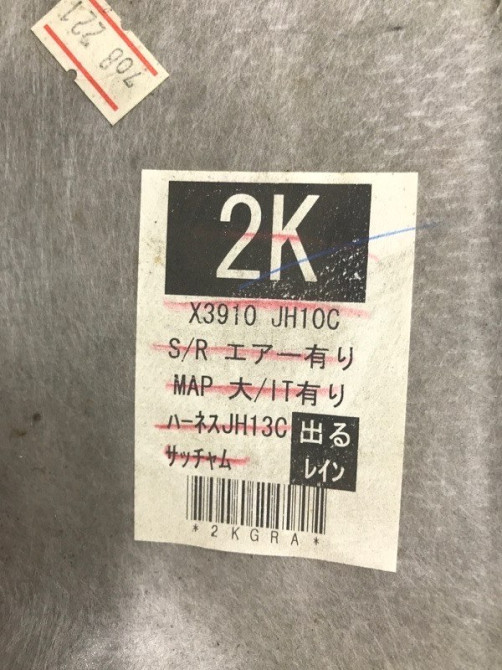 708
221
2K
X3910 JH10C
S/R エアー有り
MAP 大/IT有り
ハーネスJH13C
出る
サッチャム
レイン
*2KGRA*